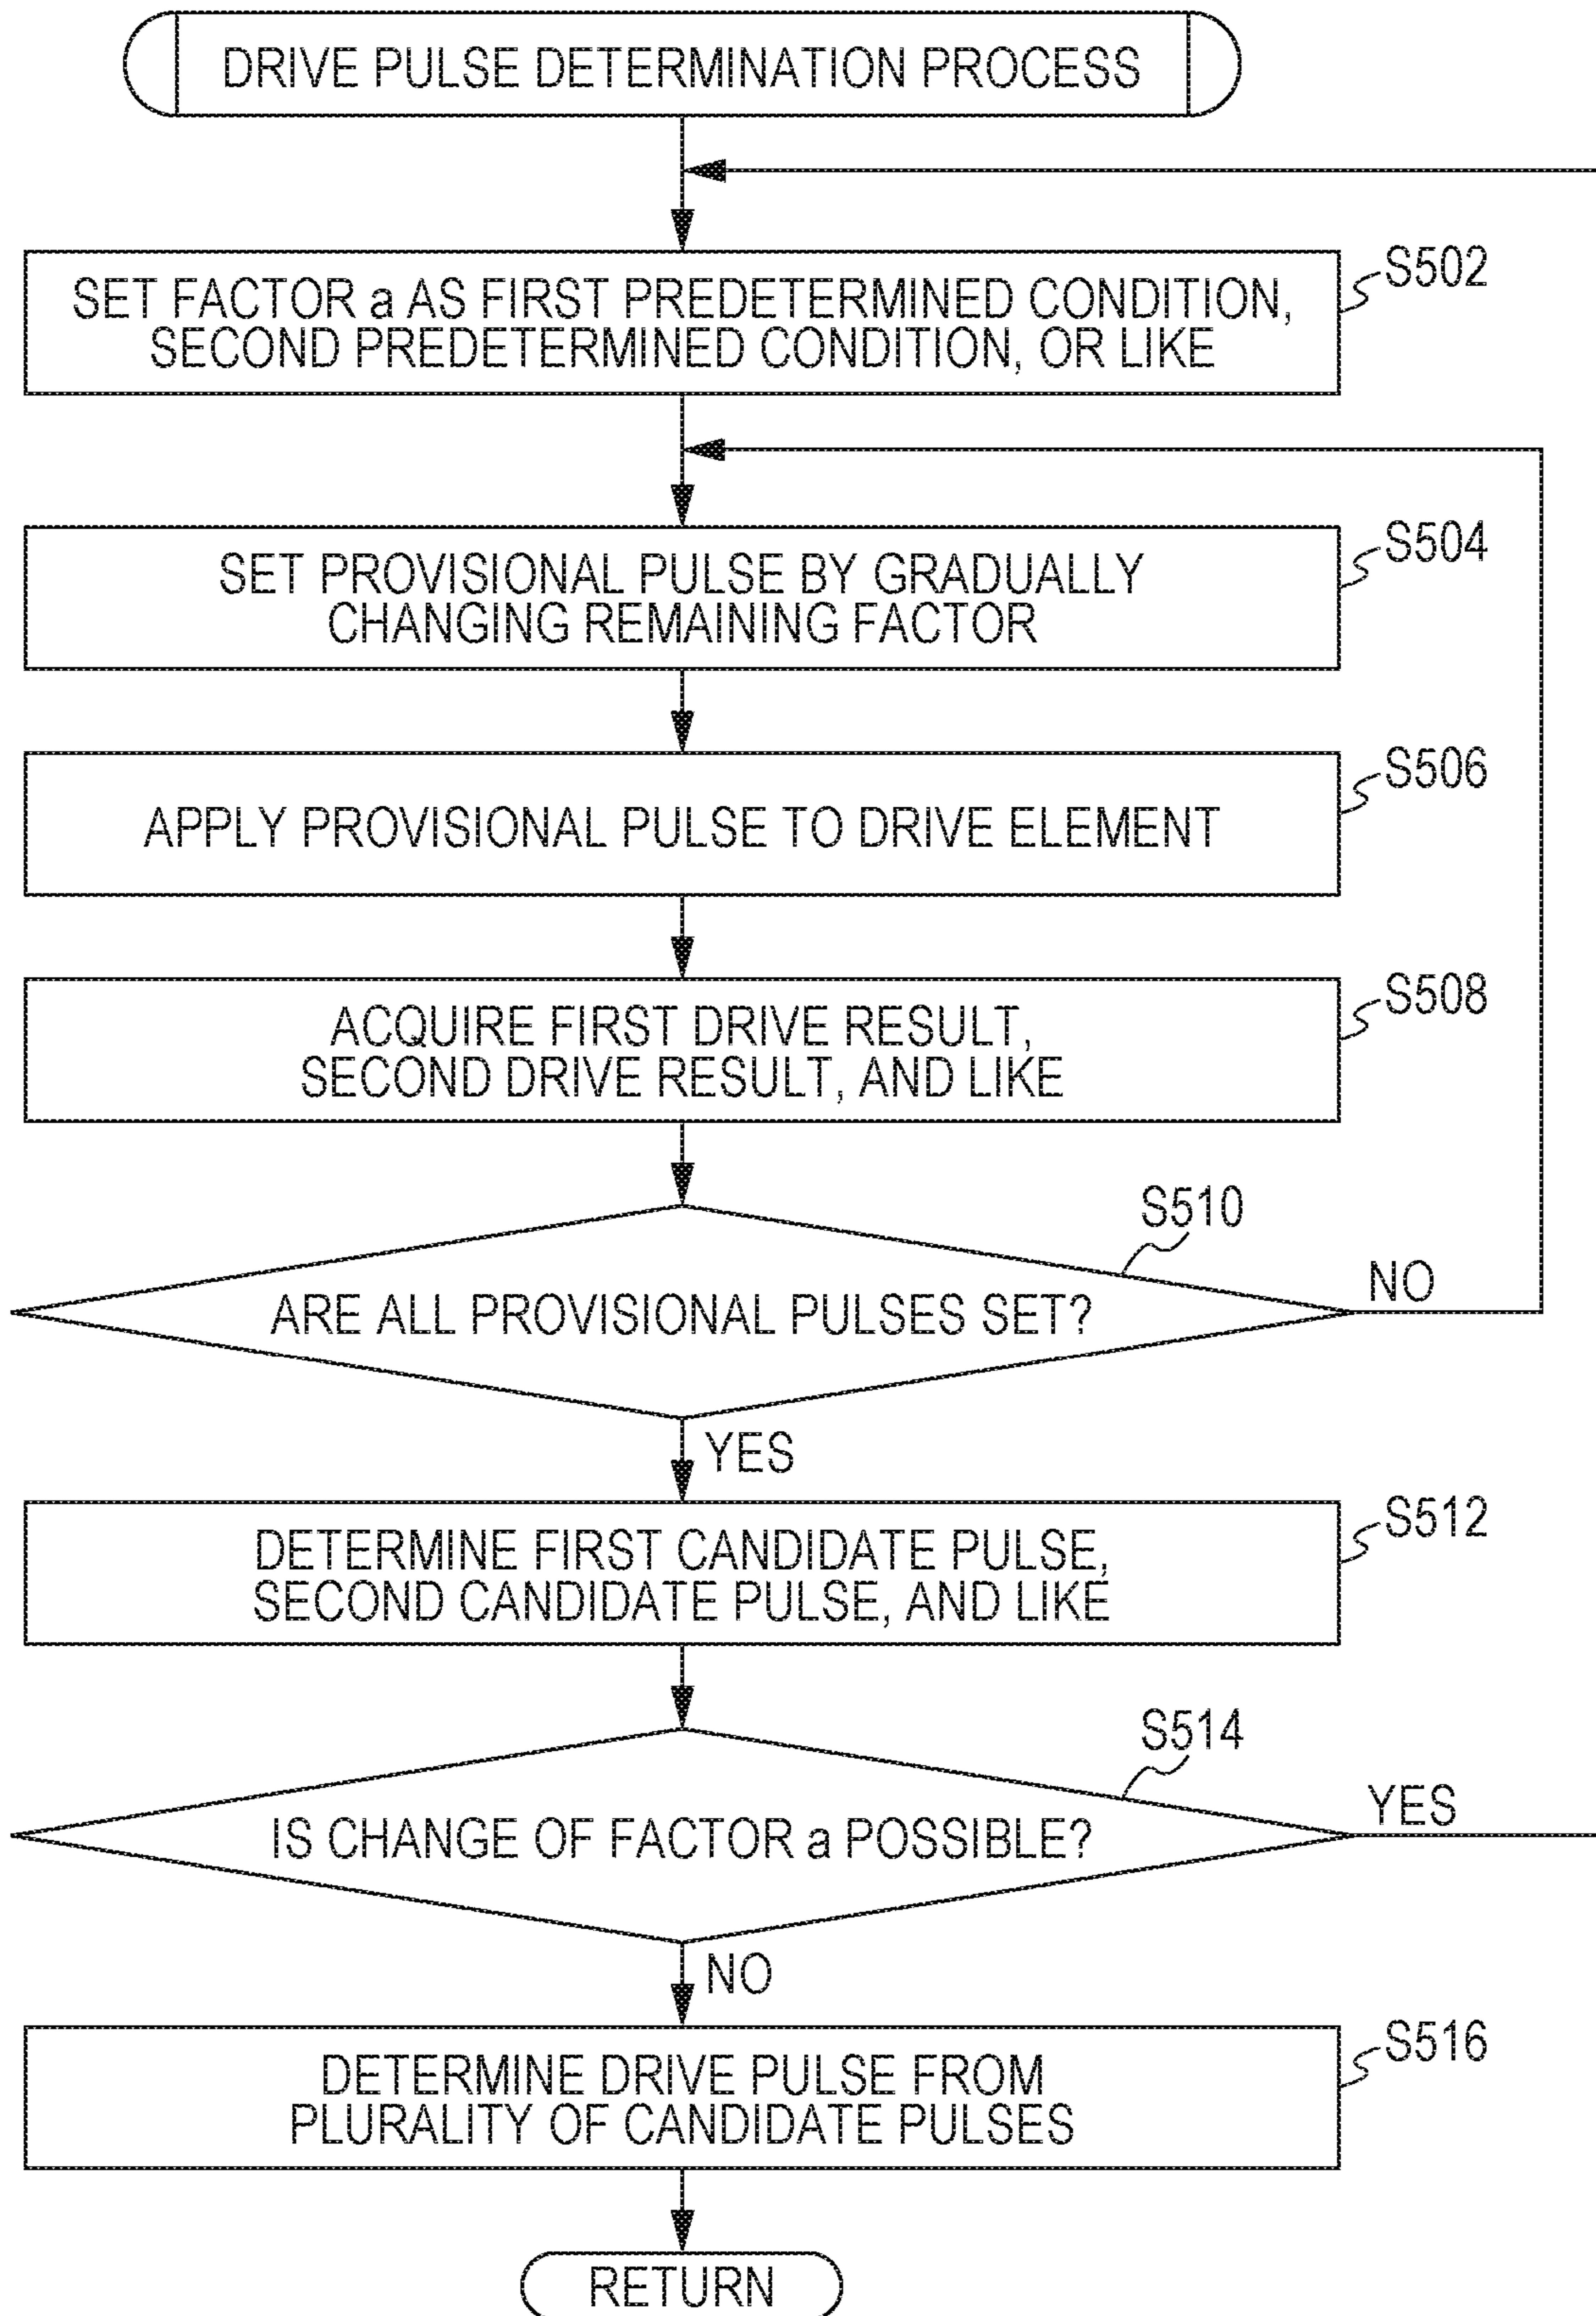 DRIVE PULSE DETERMINATION PROCESS
S502
SET FACTOR a AS FIRST PREDETERMINED CONDITION,
SECOND PREDETERMINED CONDITION, OR LIKE
S504
SET PROVISIONAL PULSE BY GRADUALLY
CHANGING REMAINING FACTOR
S506
APPLY PROVISIONAL PULSE TO DRIVE ELEMENT
S508
ACQUIRE FIRST DRIVE RESULT,
SECOND DRIVE RESULT, AND LIKE
S510
ARE ALL PROVISIONAL PULSES SET?
NO
YES
S512
DETERMINE FIRST CANDIDATE PULSE,
SECOND CANDIDATE PULSE, AND LIKE
S514
IS CHANGE OF FACTOR a POSSIBLE?
YES
NO
S516
DETERMINE DRIVE PULSE FROM
PLURALITY OF CANDIDATE PULSES
RETURN